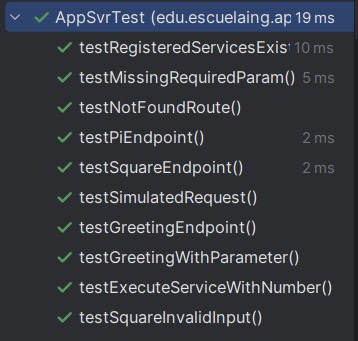 AppSvrTest (edu.escuelaing.ap 19 ms
testRegisteredServicesExist 10 ms
testMissingRequiredParam() 5 ms
testNotFoundRoute()
testPiEndpoint() 2 ms
testSquareEndpoint() 2 ms
testSimulatedRequest()
testGreetingEndpoint()
testGreetingWithParameter()
testExecuteServiceWithNumber()
testSquareInvalidInput()